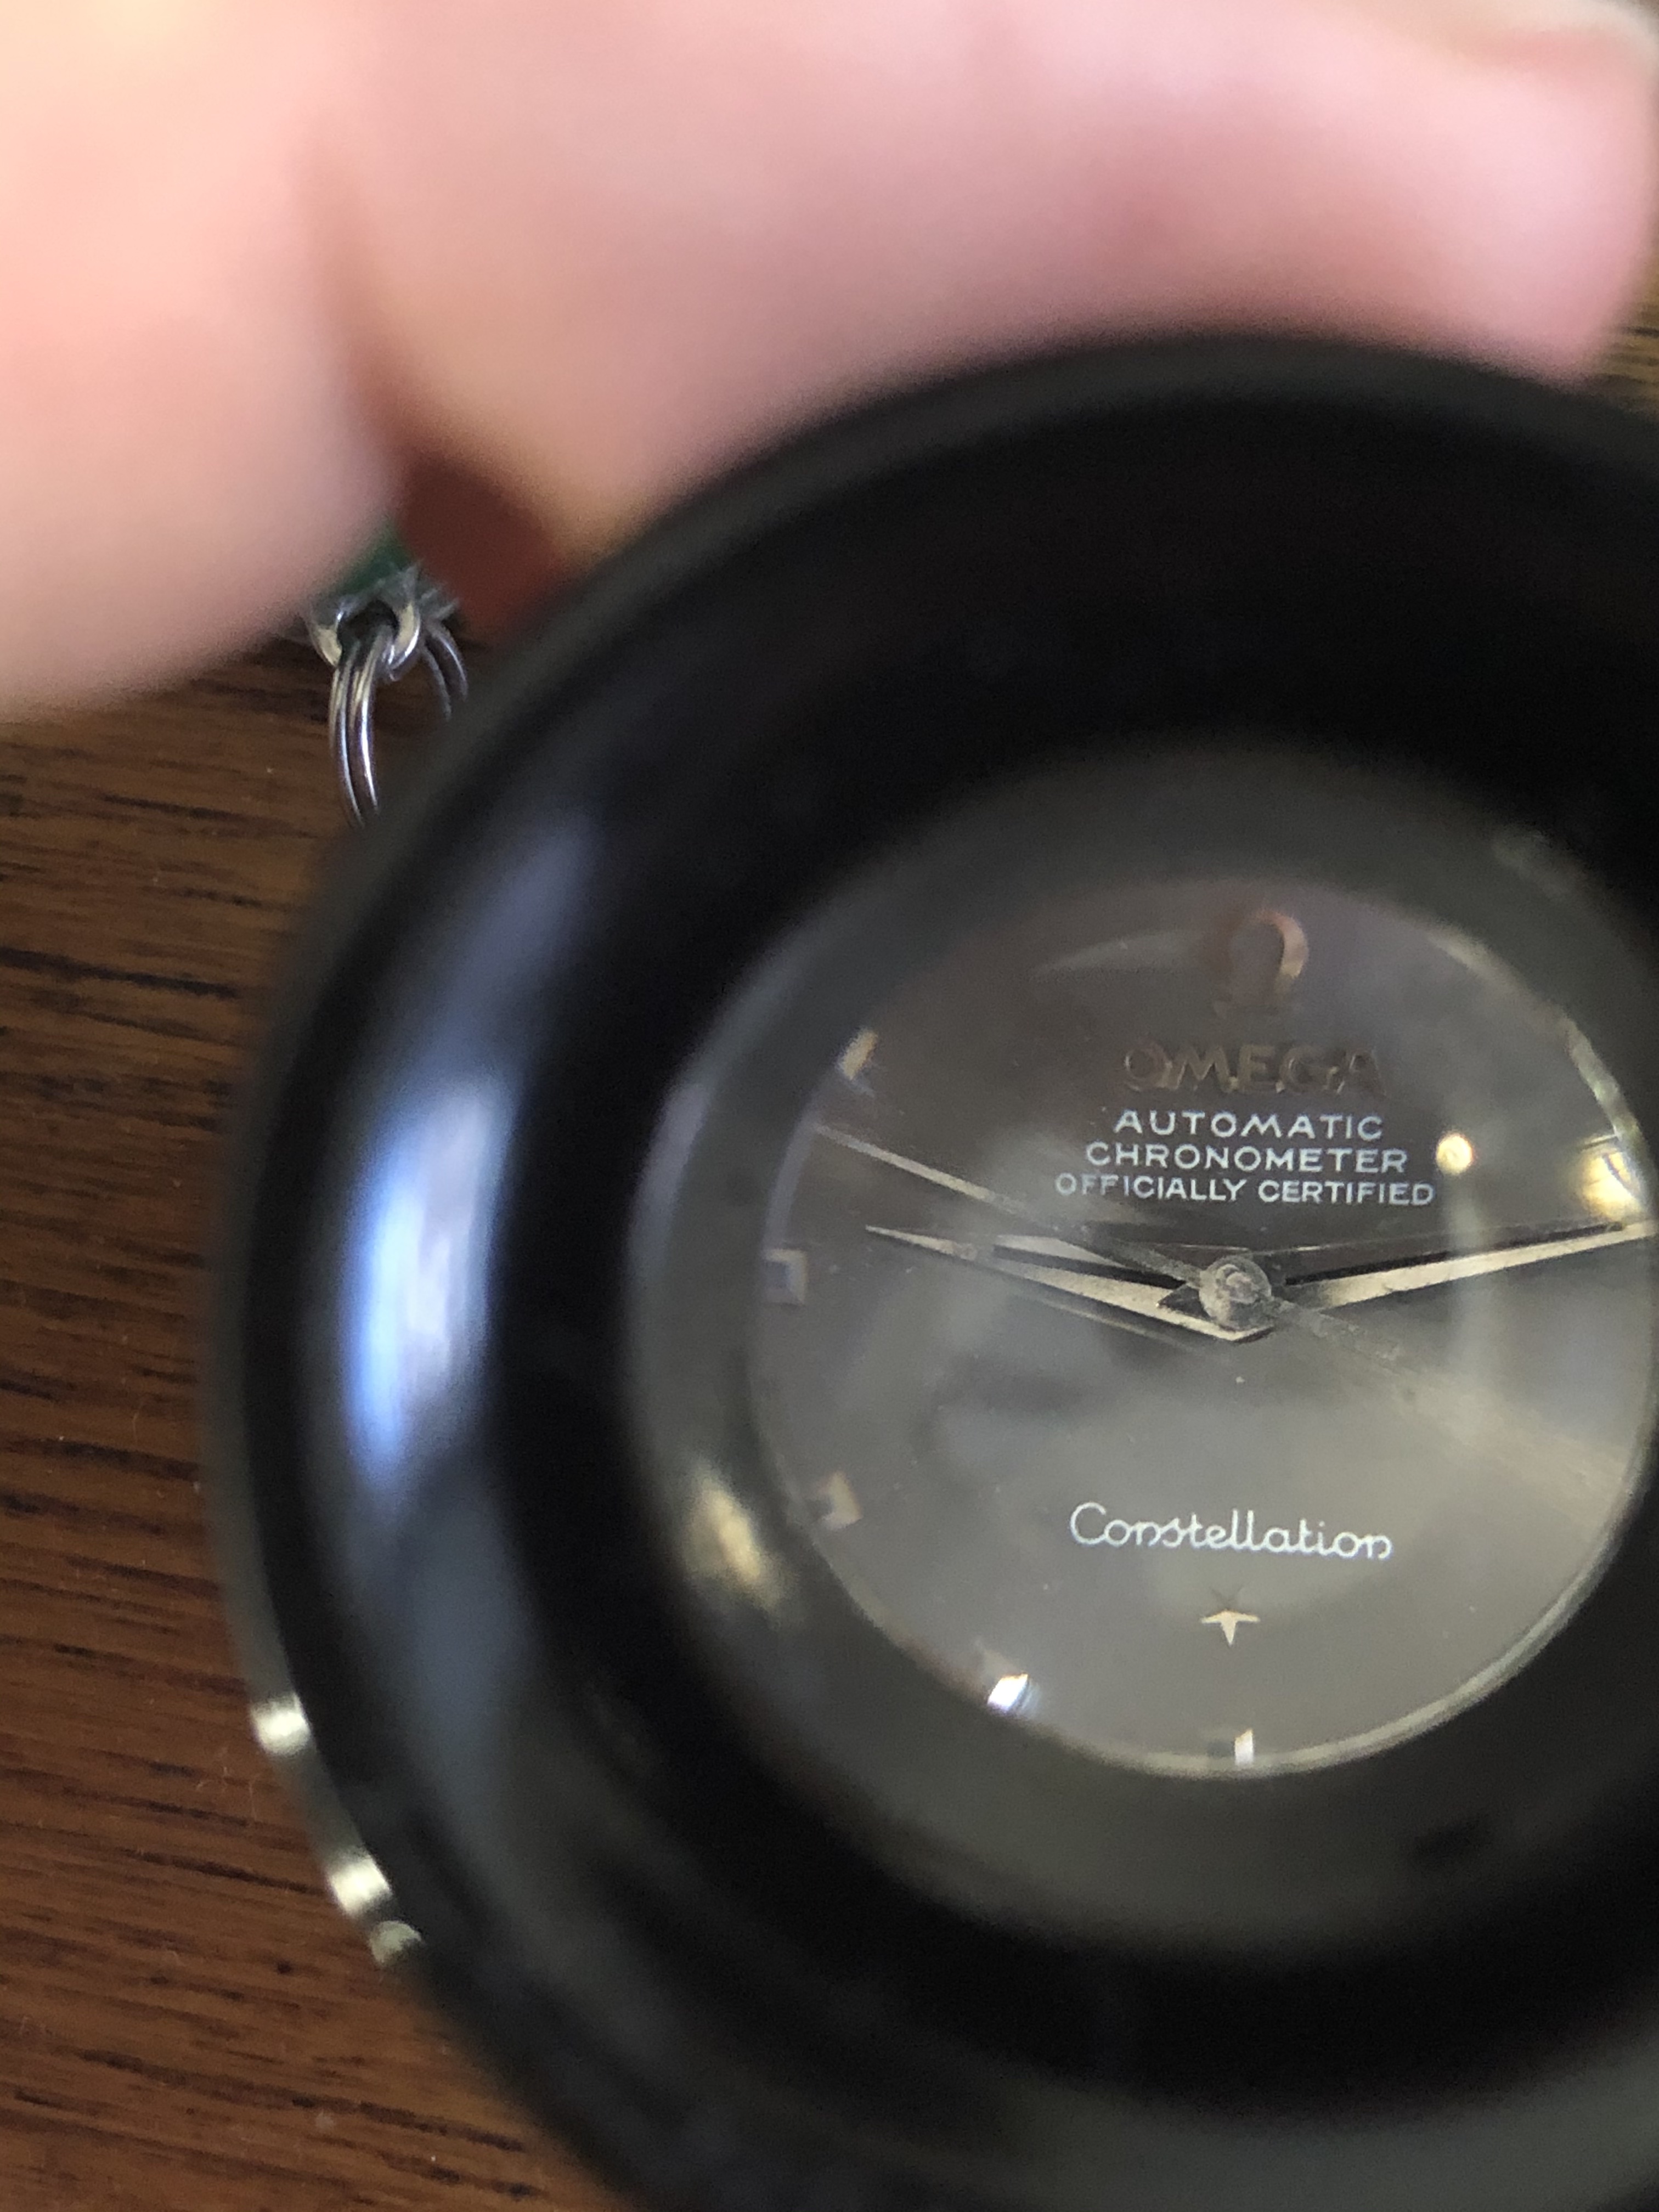 OMEGA
AUTOMATIC
CHRONOMETER
OFFICIALLY CERTIFIED
Constellation